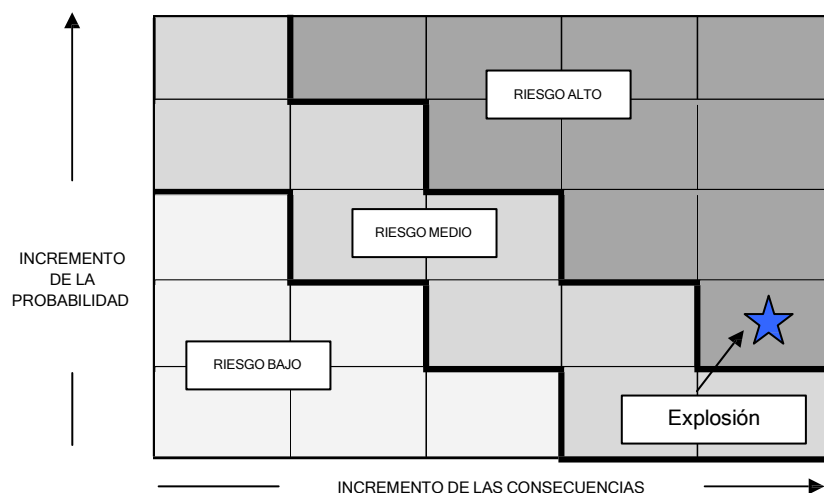 RIESGO ALTO
RIESGO MEDIO
INCREMENTO
DE LA
PROBABILIDAD
RIESGO BAJO
Explosión
INCREMENTO DE LAS CONSECUENCIAS